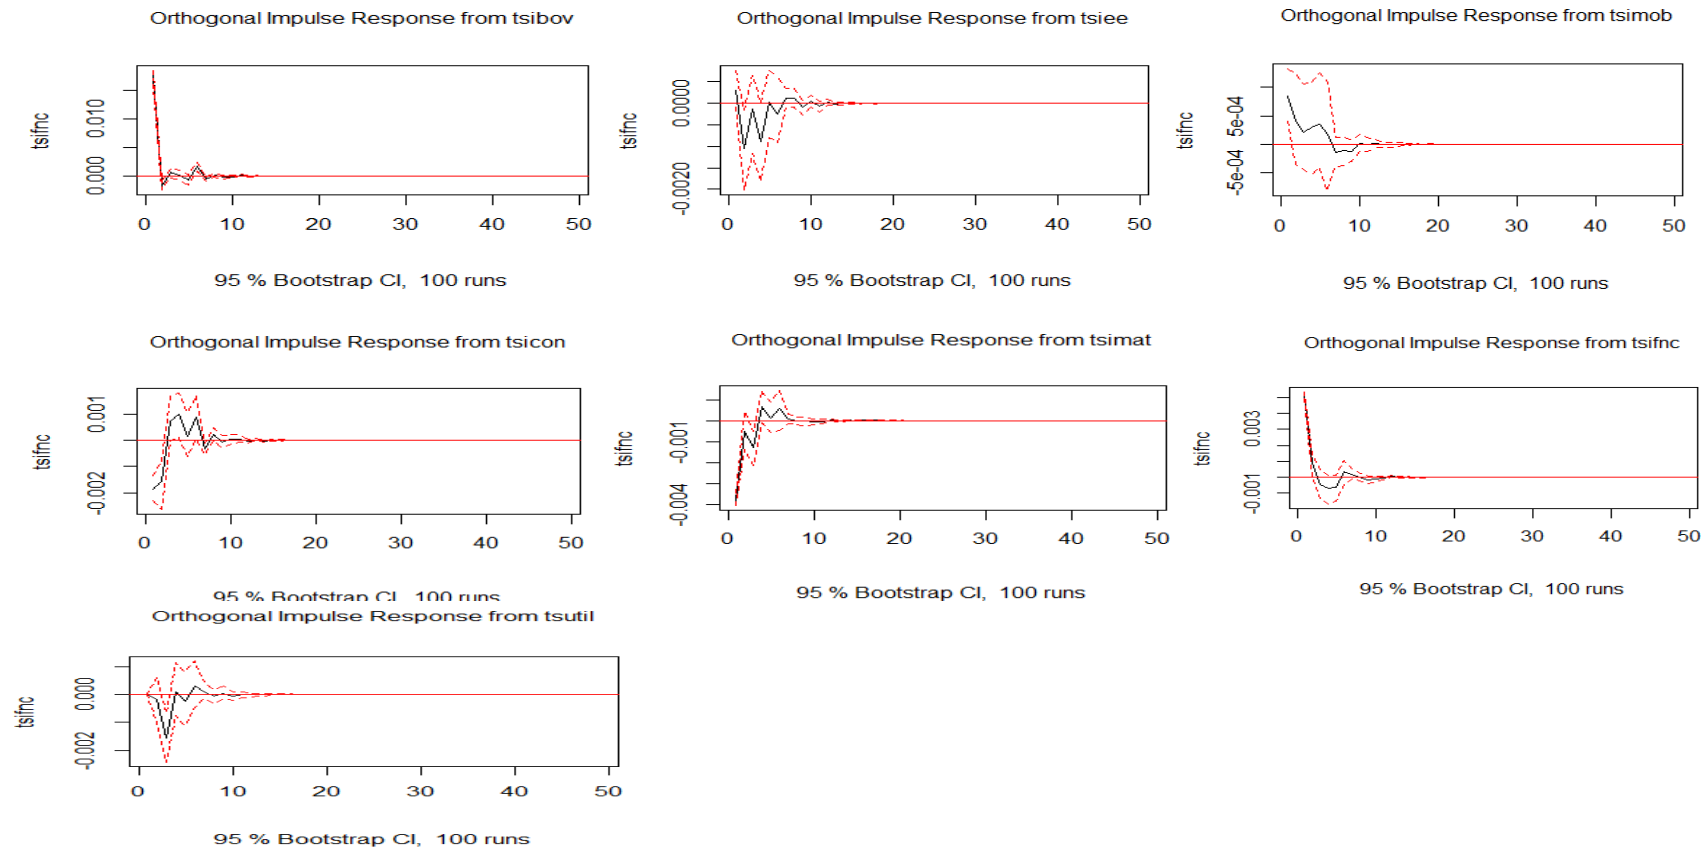 Orthogonal Impulse Response from tsibov
tsifnc
0.000 0.010
0 10 20 30 40 50
95 % Bootstrap CI, 100 runs
Orthogonal Impulse Response from tsiee
tsifnc
-0.0020 0.0000
0 10 20 30 40 50
95 % Bootstrap CI, 100 runs
Orthogonal Impulse Response from tsimob
tsifnc
-5e-04 5e-04
0 10 20 30 40 50
95 % Bootstrap CI, 100 runs
Orthogonal Impulse Response from tsicon
tsifnc
-0.002 0.001
0 10 20 30 40 50
95 % Bootstrap CI, 100 runs
Orthogonal Impulse Response from tsimat
tsifnc
-0.004 -0.001
0 10 20 30 40 50
95 % Bootstrap CI, 100 runs
Orthogonal Impulse Response from tsifnc
tsifnc
-0.001 0.003
0 10 20 30 40 50
95 % Bootstrap CI, 100 runs
Orthogonal Impulse Response from tsutil
tsifnc
-0.002 0.000
0 10 20 30 40 50
95 % Bootstrap CI, 100 runs